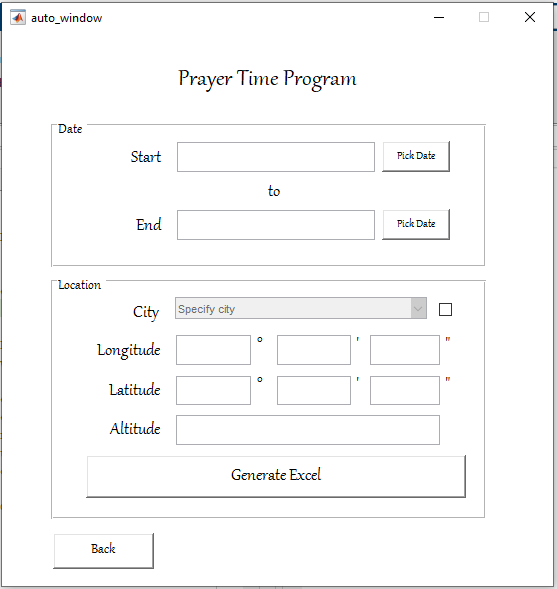 auto_window
Prayer Time Program
Date
Start Pick Date
to
End Pick Date
Location
City Specify city
Longitude ° ' "
Latitude ° ' "
Altitude
Generate Excel
Back